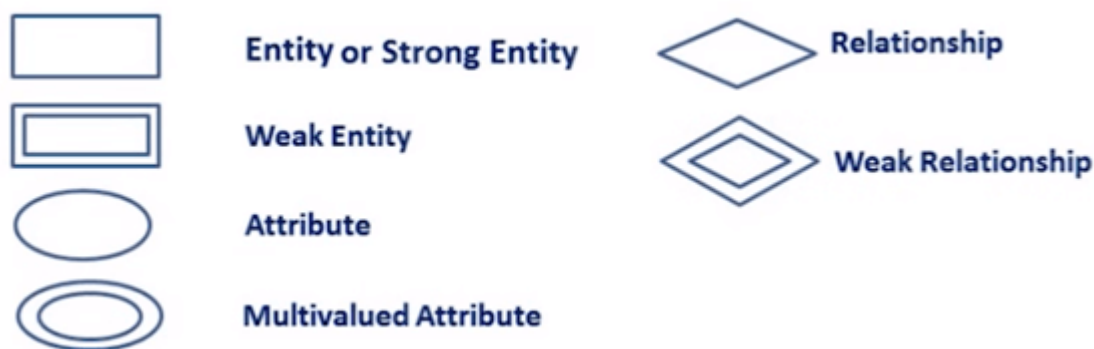 Entity or Strong Entity
Weak Entity
Attribute
Multivalued Attribute
Relationship
Weak Relationship